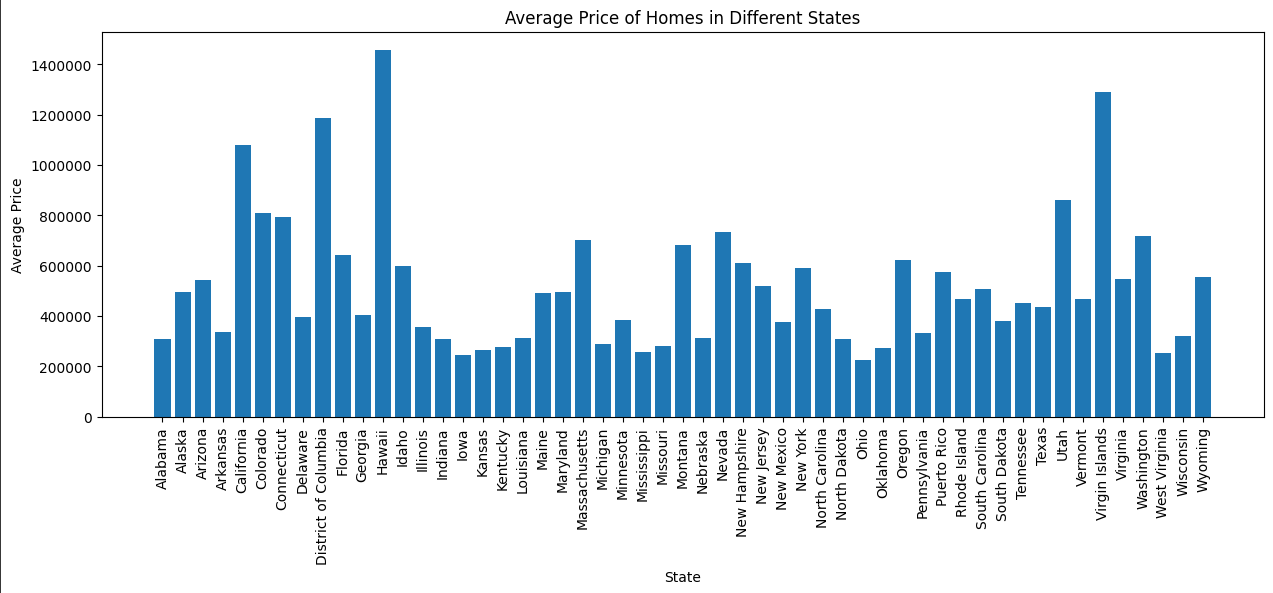 Average Price of Homes in Different States
Average Price
1400000
1200000
1000000
800000
600000
400000
200000
0
Alabama
Alaska
Arizona
Arkansas
California
Colorado
Connecticut
Delaware
District of Columbia
Florida
Georgia
Hawaii
Idaho
Illinois
Indiana
Iowa
Kansas
Kentucky
Louisiana
Maine
Maryland
Massachusetts
Michigan
Minnesota
Mississippi
Missouri
Montana
Nebraska
Nevada
New Hampshire
New Jersey
New Mexico
New York
North Carolina
North Dakota
Ohio
Oklahoma
Oregon
Pennsylvania
Puerto Rico
Rhode Island
South Carolina
South Dakota
Tennessee
Texas
Utah
Vermont
Virgin Islands
Virginia
Washington
West Virginia
Wisconsin
Wyoming
State